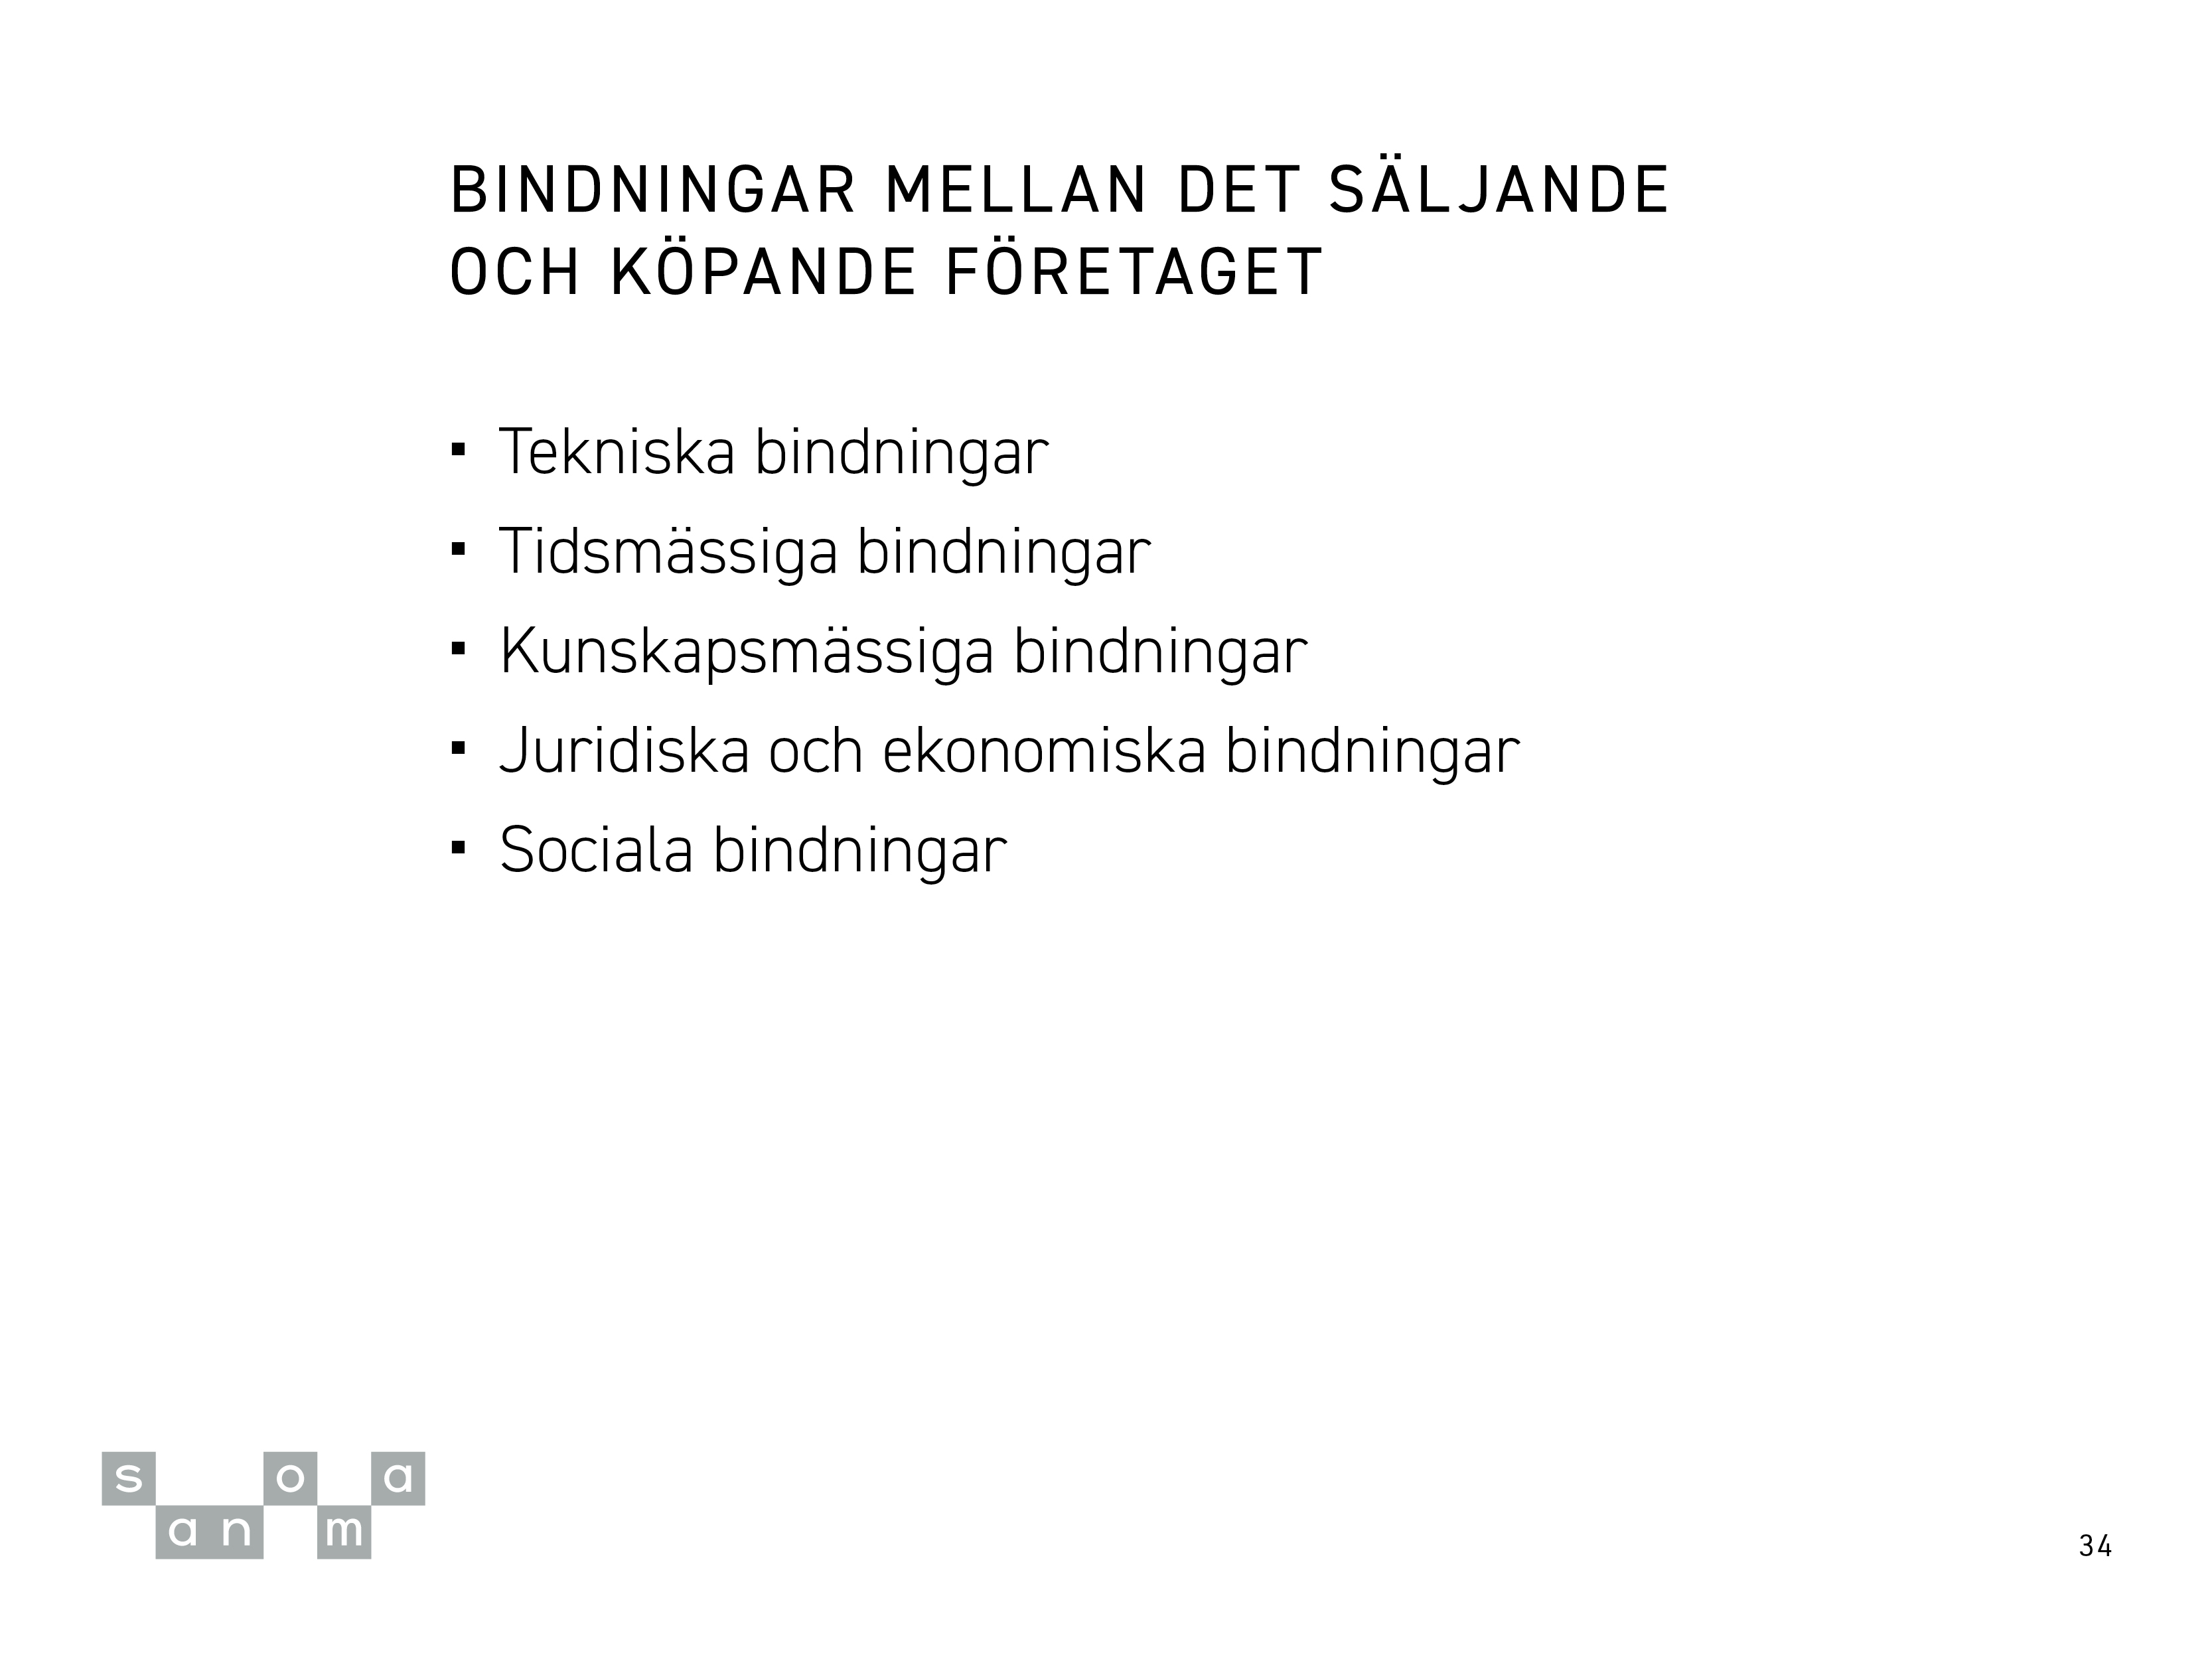 BINDNINGAR MELLAN DET SÄLJANDE
OCH KÖPANDE FÖRETAGET
▪ Tekniska bindningar
▪ Tidsmässiga bindningar
▪ Kunskapsmässiga bindningar
▪ Juridiska och ekonomiska bindningar
▪ Sociala bindningar
sanoma
34